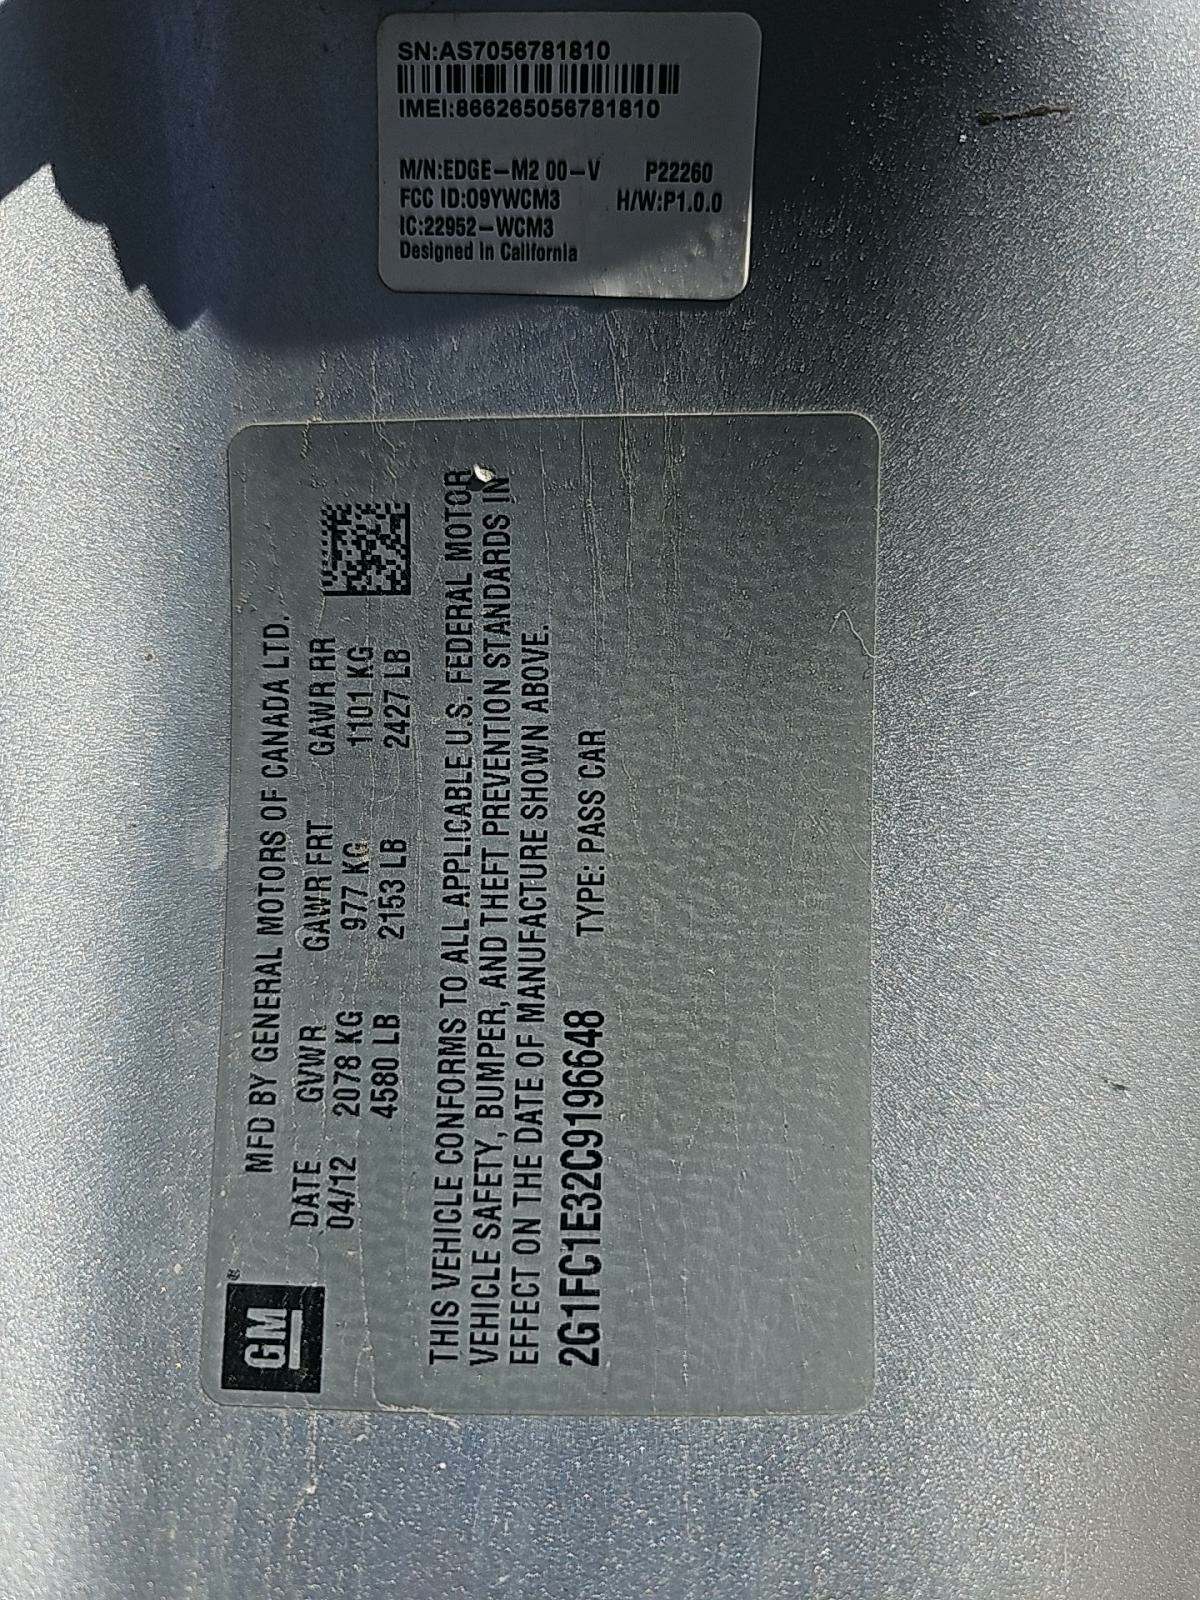 SN:AS7056781810
IMEI:866265056781810
M/N:EDGE-M2 00-V P22260
FCC ID:O9YWCM3 H/W:P1.0.0
IC:22952-WCM3
Designed in California
GM®
MFD BY GENERAL MOTORS OF CANADA LTD.
DATE GVWR GAWR FRT GAWR RR
04/12 2078 KG 977 KG 1101 KG
4580 LB 2153 LB 2427 LB
THIS VEHICLE CONFORMS TO ALL APPLICABLE U.S. FEDERAL MOTOR
VEHICLE SAFETY, BUMPER, AND THEFT PREVENTION STANDARDS IN
EFFECT ON THE DATE OF MANUFACTURE SHOWN ABOVE.
2G1FC1E32C9196648 TYPE: PASS CAR